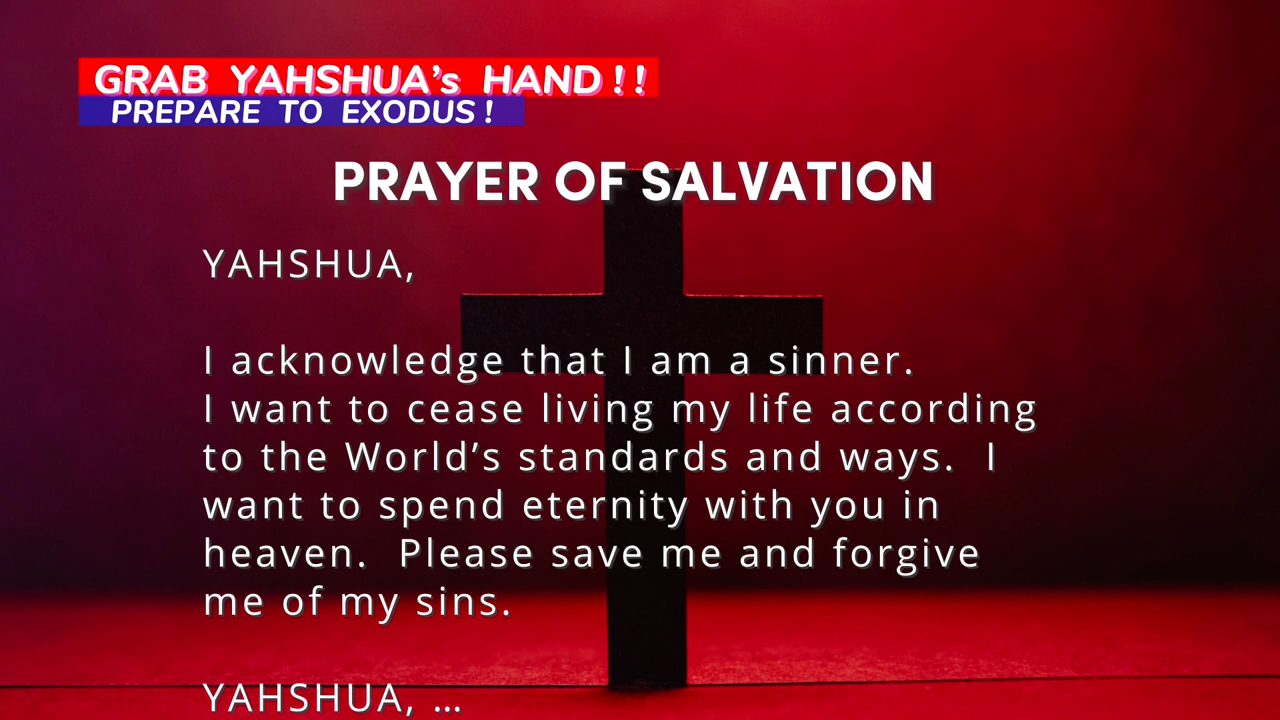 GRAB YAHSHUA’s HAND!!
PREPARE TO EXODUS!
PRAYER OF SALVATION
YAHSHUA,
I acknowledge that I am a sinner.
I want to cease living my life according
to the World’s standards and ways.  I
want to spend eternity with you in
heaven.  Please save me and forgive
me of my sins.
YAHSHUA, ...